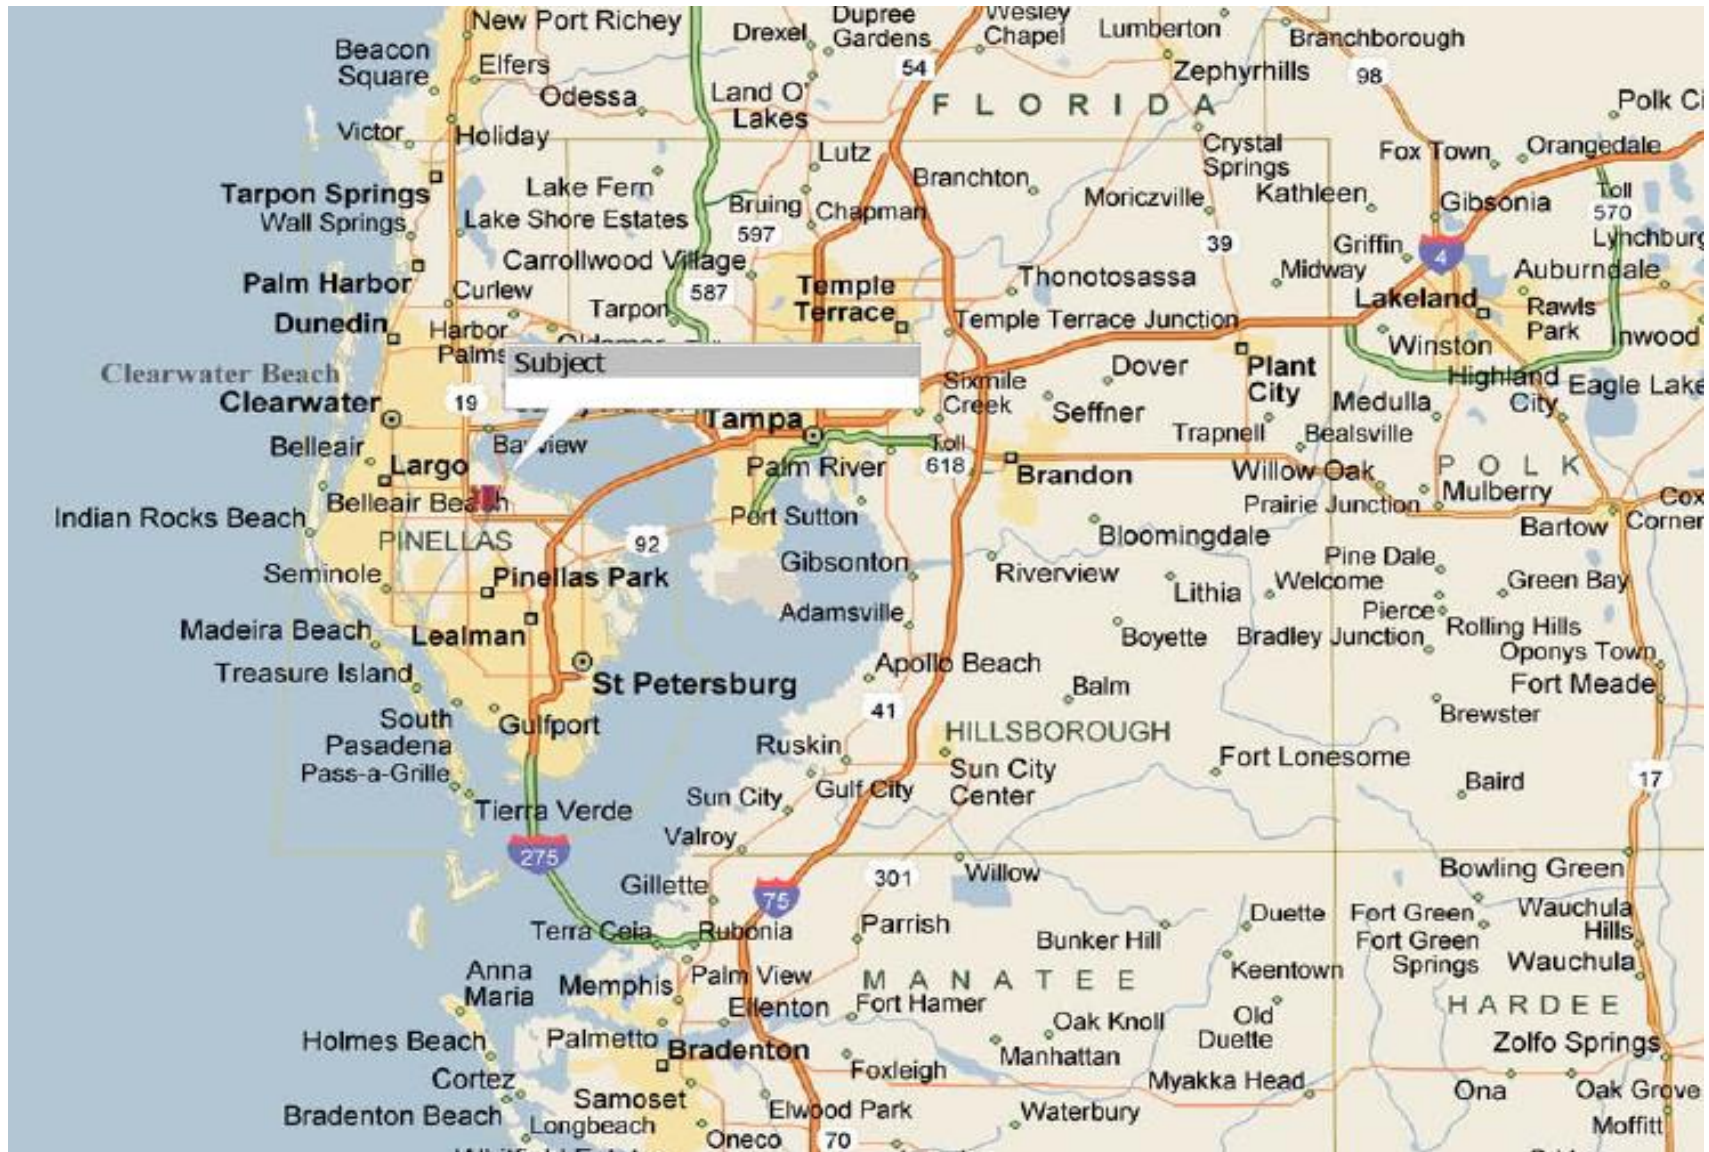 New Port Richey
Drexel
Dupree
Gardens
Wesley
Chapel
Lumberton
Branchborough
Beacon
Square
Elfers
54
Zephyrhills
98
Odessa
Land O'
Lakes
FLORIDA
Polk Ci
Victor
Holiday
Lutz
Crystal
Springs
Fox Town
Orangedale
Tarpon Springs
Lake Fern
Branchton
Moriczville
Kathleen
Gibsonia
Toll
570
Wall Springs
Lake Shore Estates
Bruing
Chapman
597
39
Griffin
4
Lynchburg
Palm Harbor
Carrollwood Village
Thonotosassa
Midway
Auburndale
Curlew
587
Temple
Terrace
Lakeland
Rawls
Park
Dunedin
Harbor
Palms
Tarpon
Temple Terrace Junction
Winston
Inwood
Subject
Clearwater Beach
Dover
Plant
City
Highland
City
Eagle Lake
Clearwater
19
Tampa
Sixmile
Creek
Seffner
Medulla
Belleair
Bayview
Toll
618
Trapnell
Bealsville
Largo
Palm River
Brandon
Willow Oak
POLK
Belleair Beach
Mulberry
Indian Rocks Beach
Port Sutton
Prairie Junction
Bartow
Cox
Corner
PINELLAS
92
Bloomingdale
Seminole
Pinellas Park
Gibsonton
Riverview
Lithia
Welcome
Pine Dale
Green Bay
Adamsville
Pierce
Madeira Beach
Lealman
Boyette
Bradley Junction
Rolling Hills
Treasure Island
St Petersburg
Apollo Beach
Balm
Oponys Town
Fort Meade
South
Pasadena
Gulfport
41
Brewster
Pass-a-Grille
Ruskin
HILLSBOROUGH
Fort Lonesome
Tierra Verde
Sun City
Gulf City
Sun City
Center
Baird
17
Valroy
275
Gillette
75
301
Willow
Bowling Green
Terra Ceia
Rubonia
Parrish
Bunker Hill
Duette
Fort Green
Fort Green
Springs
Wauchula
Hills
Anna
Maria
Memphis
Palm View
MANATEE
Keentown
Wauchula
Ellenton
Fort Hamer
Oak Knoll
Old
Duette
HARDEE
Holmes Beach
Palmetto
Bradenton
Manhattan
Zolfo Springs
Cortez
Foxleigh
Myakka Head
Ona
Oak Grove
Bradenton Beach
Samoset
Elwood Park
Waterbury
Moffitt
Longbeach
Oneco
70